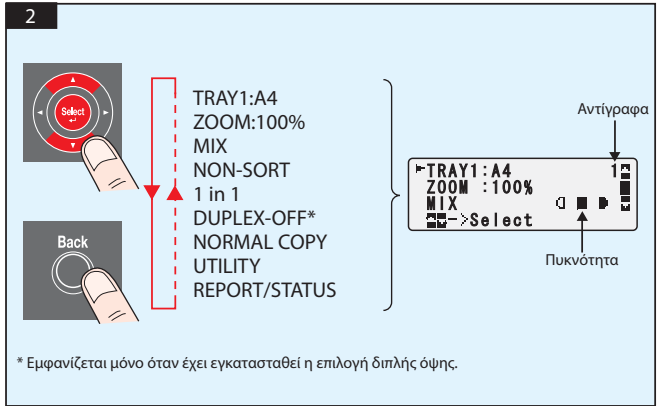 2
Select
TRAY1:A4
ZOOM:100%
MIX
NON-SORT
1 in 1
DUPLEX-OFF*
NORMAL COPY
UTILITY
REPORT/STATUS
Back
Αντίγραφα
TRAY1:A4 1
ZOOM :100%
MIX
->Select
Πυκνότητα
* Εμφανίζεται μόνο όταν έχει εγκατασταθεί η επιλογή διπλής όψης.